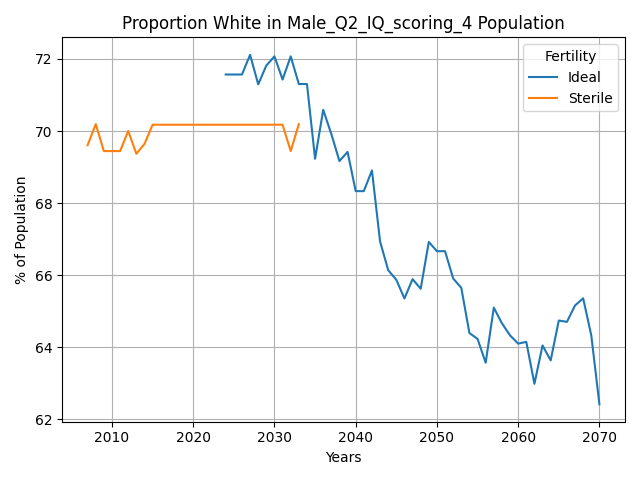 Proportion White in Male_Q2_IQ_scoring_4 Population
Fertility
Ideal
Sterile
72
70
68
66
64
62
% of Population
2010
2020
2030
2040
2050
2060
2070
Years